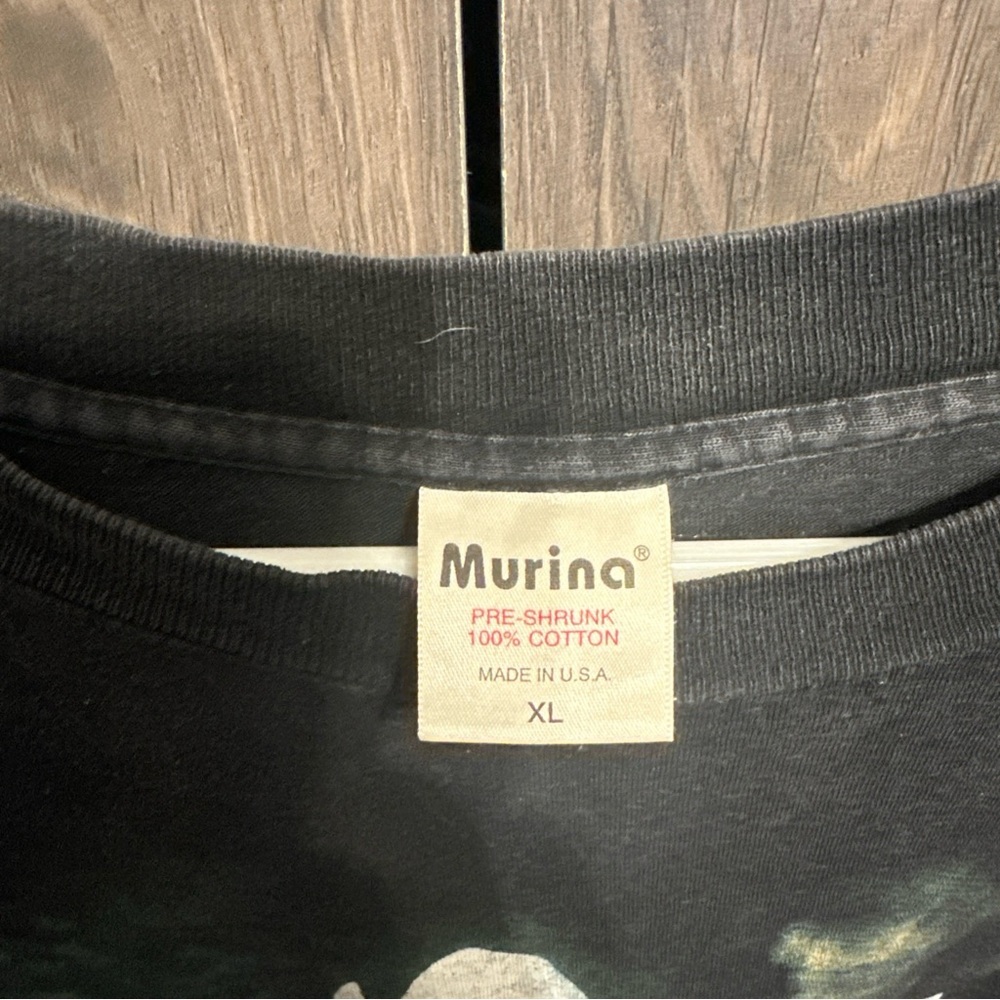 Murina®
PRE-SHRUNK
100% COTTON
MADE IN U.S.A.
XL